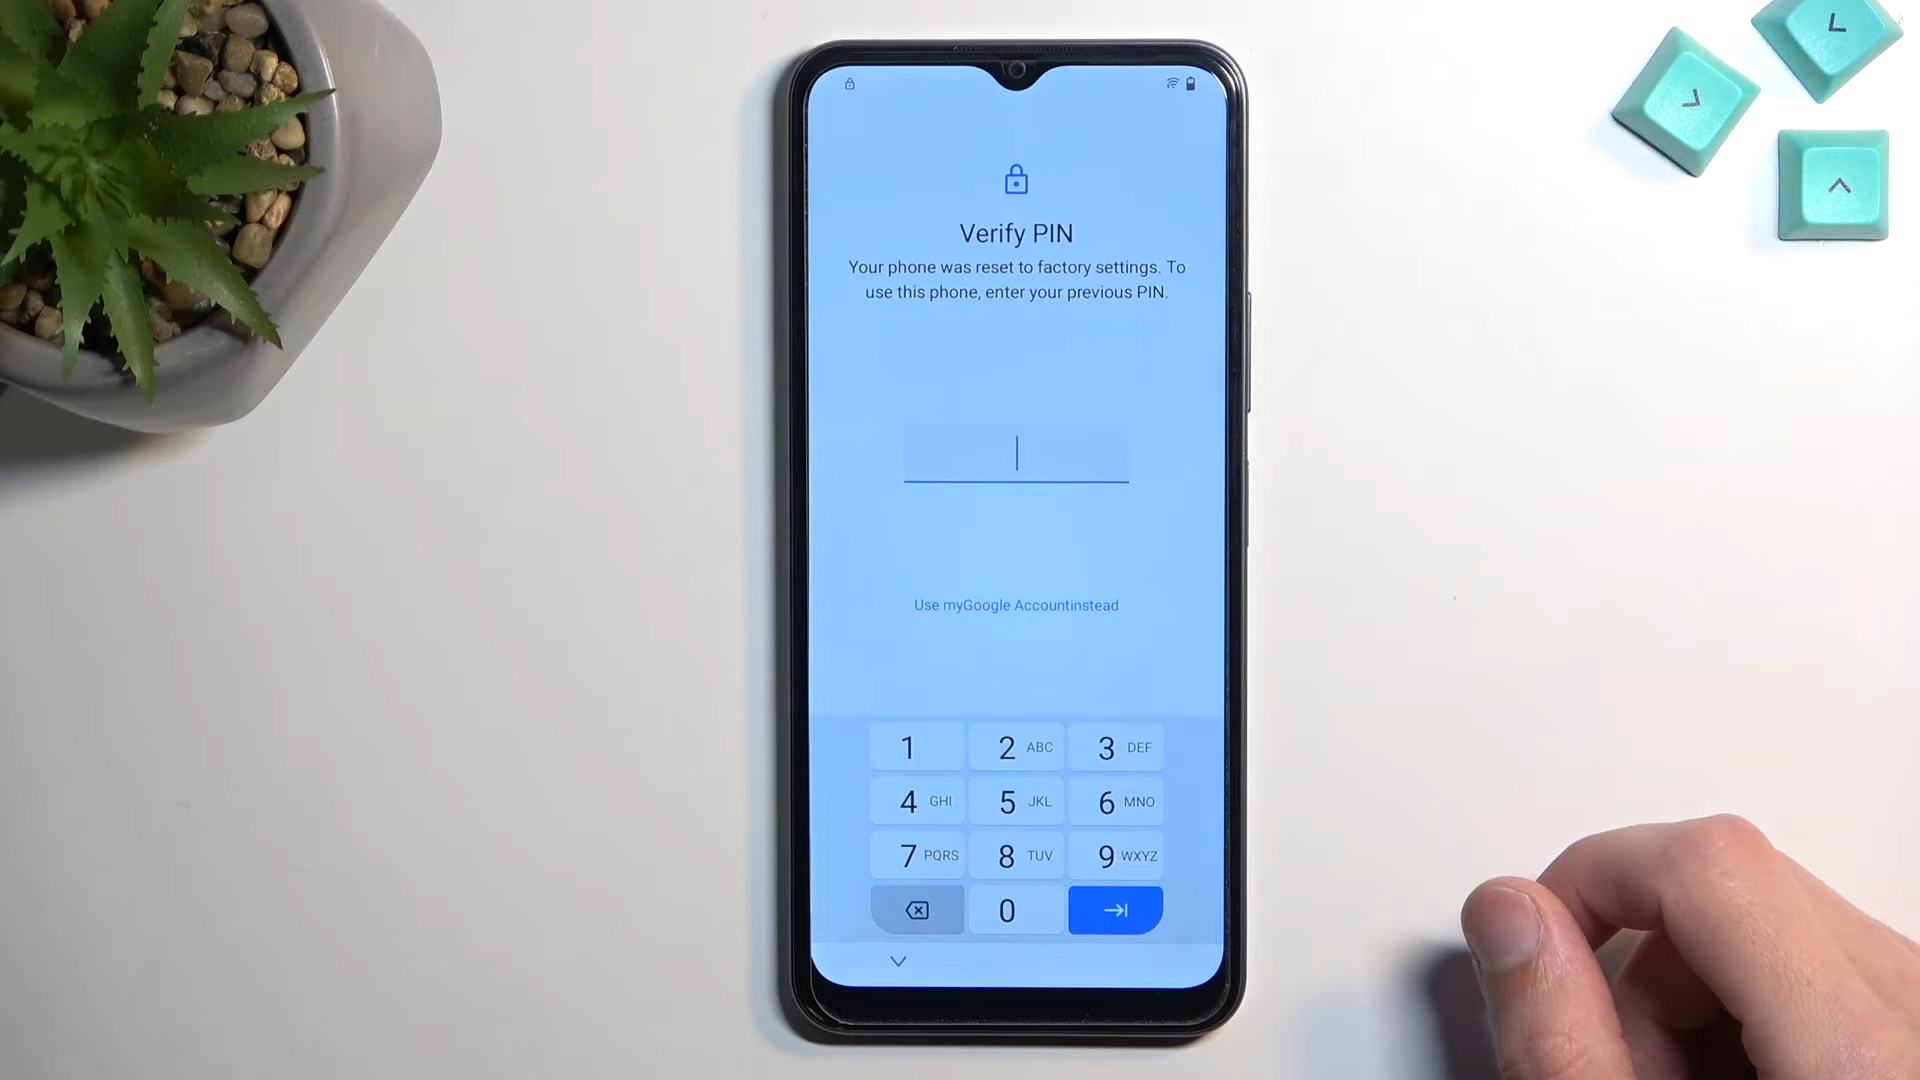 Verify PIN
Your phone was reset to factory settings. To
use this phone, enter your previous PIN.
Use myGoogle Accountinstead
1 2 ABC 3 DEF
4 GHI 5 JKL 6 MNO
7 PQRS 8 TUV 9 WXYZ
0